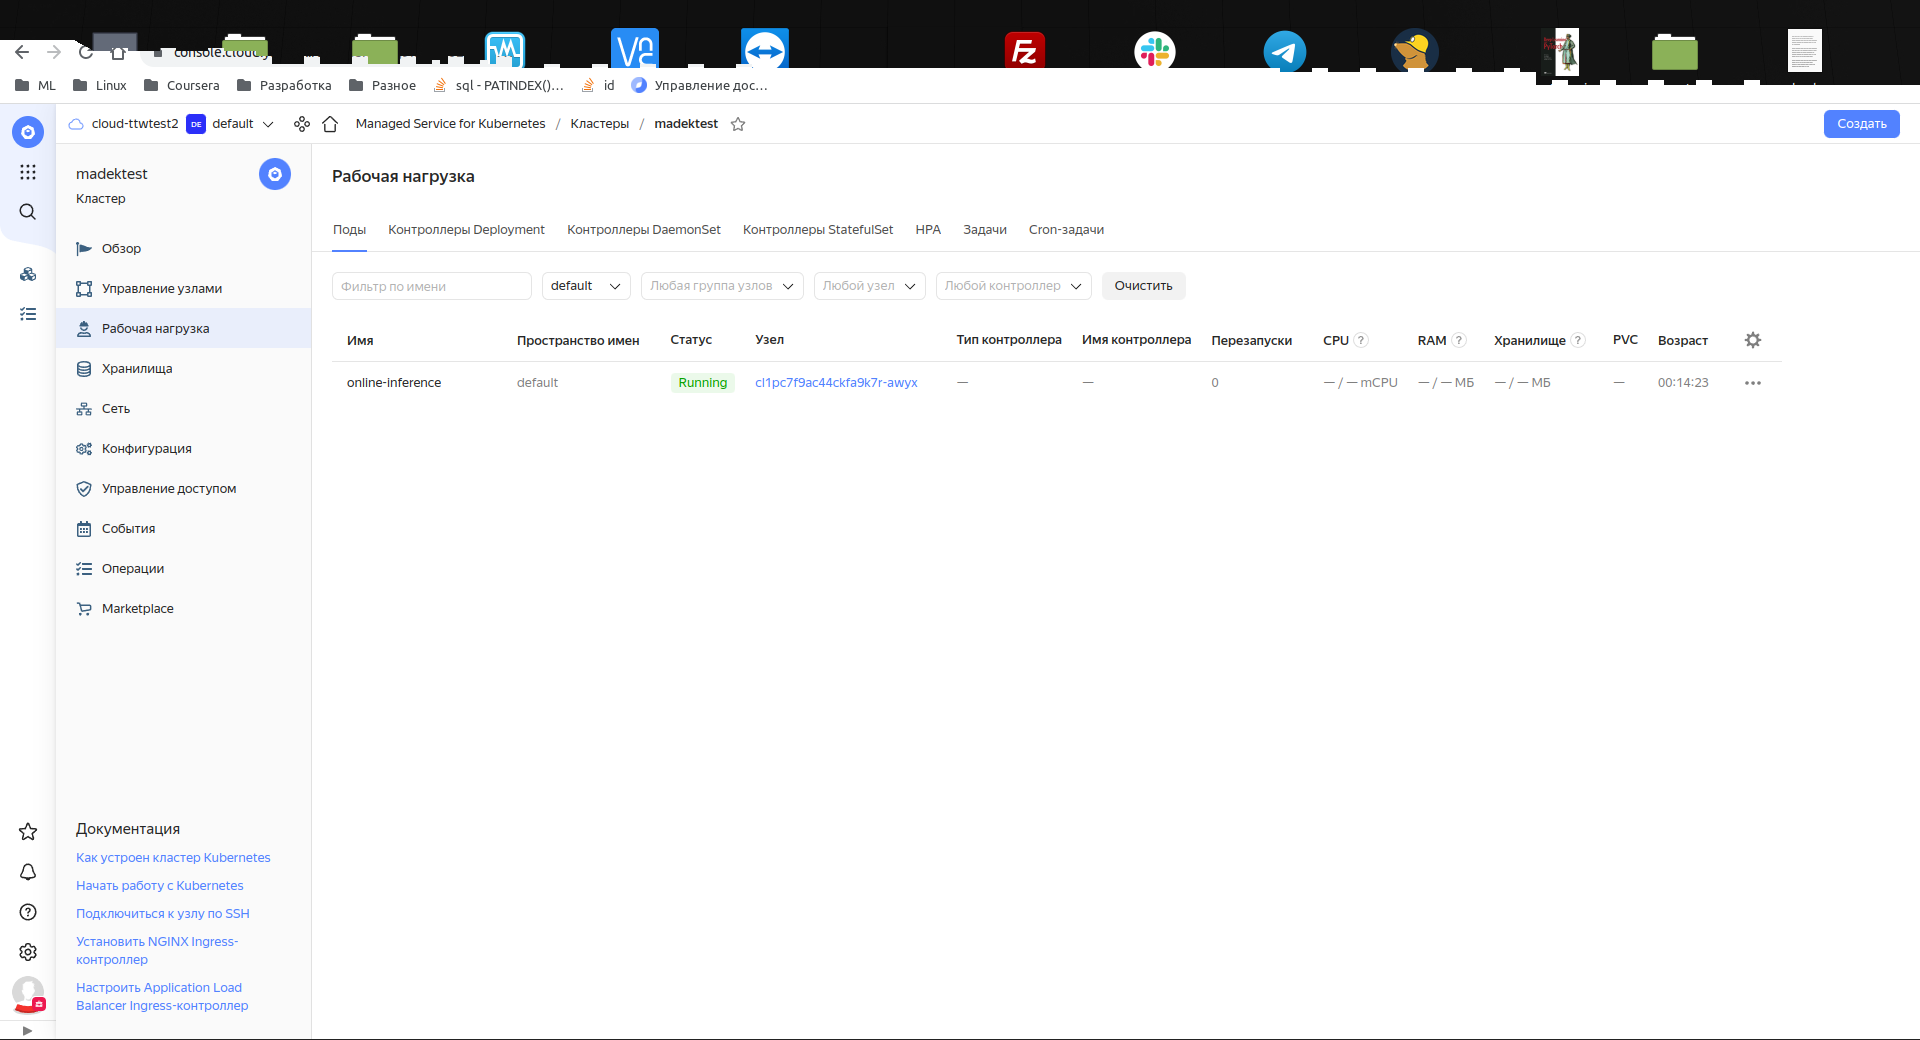 ML Linux Coursera Разработка Разное sql - PATINDEX()... id Управление дос...
cloud-ttwtest2 DE default Managed Service for Kubernetes / Кластеры / madektest Создать
madektest
Кластер
Обзор
Управление узлами
Рабочая нагрузка
Хранилища
Сеть
Конфигурация
Управление доступом
События
Операции
Marketplace
Документация
Как устроен кластер Kubernetes
Начать работу с Kubernetes
Подключиться к узлу по SSH
Установить NGINX Ingress-
контроллер
Настроить Application Load
Balancer Ingress-контроллер
Рабочая нагрузка
Поды Контроллеры Deployment Контроллеры DaemonSet Контроллеры StatefulSet HPA Задачи Cron-задачи
Фильтр по имени default Любая группа узлов Любой узел Любой контроллер Очистить
Имя Пространство имен Статус Узел Тип контроллера Имя контроллера Перезапуски CPU ? RAM ? Хранилище ? PVC Возраст
online-inference default Running cl1pc7f9ac44ckfa9k7r-awyx — — 0 — / — mCPU — / — МБ — / — МБ — 00:14:23